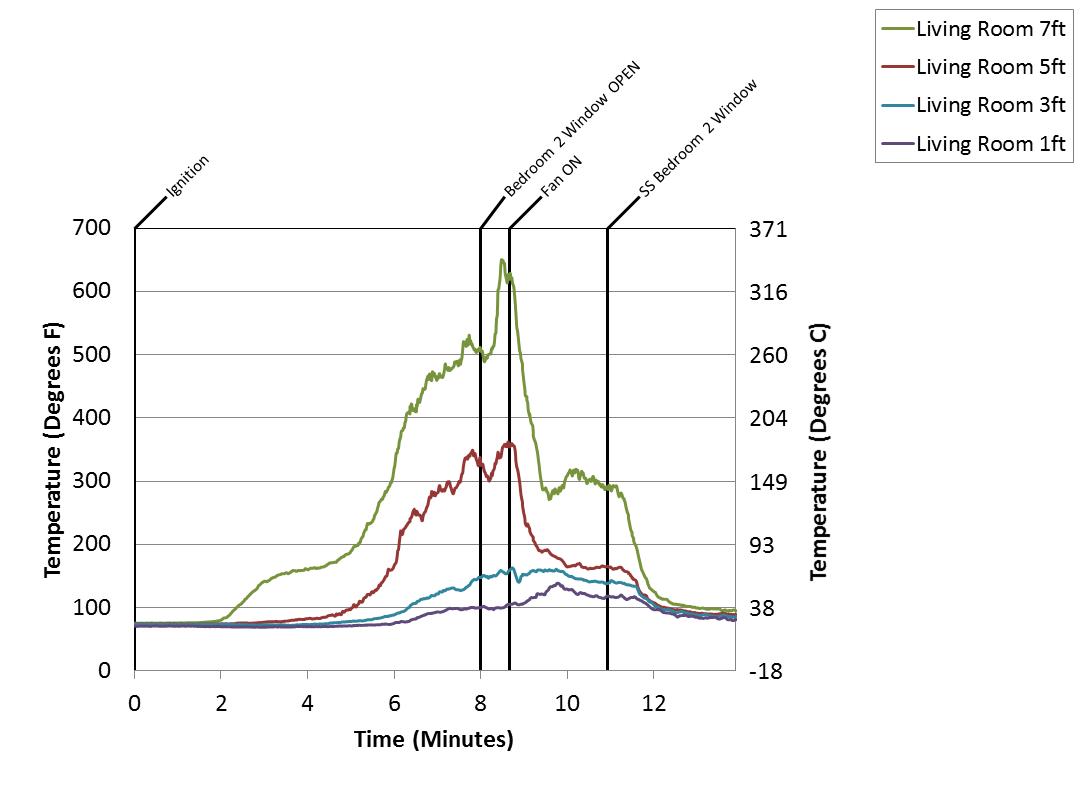 Living Room 7ft
Living Room 5ft
Living Room 3ft
Living Room 1ft
Ignition
Bedroom 2 Window OPEN
Fan ON
SS Bedroom 2 Window
700
600
500
400
300
200
100
0
Temperature (Degrees F)
371
316
260
204
149
93
38
-18
Temperature (Degrees C)
0 2 4 6 8 10 12
Time (Minutes)